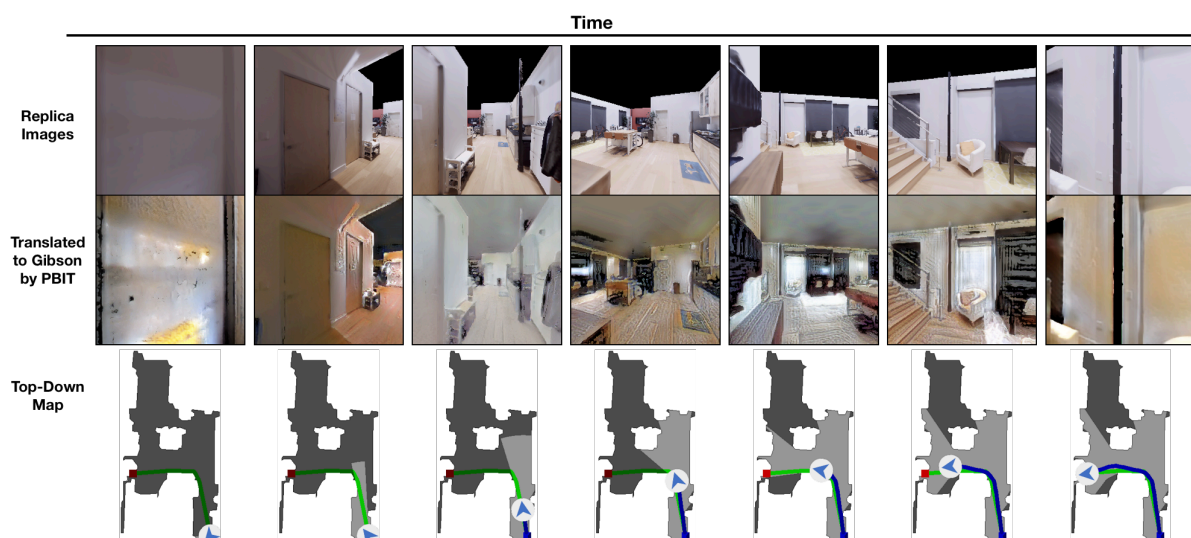 Time
Replica
Images
Translated
to Gibson
by PBIT
Top-Down
Map